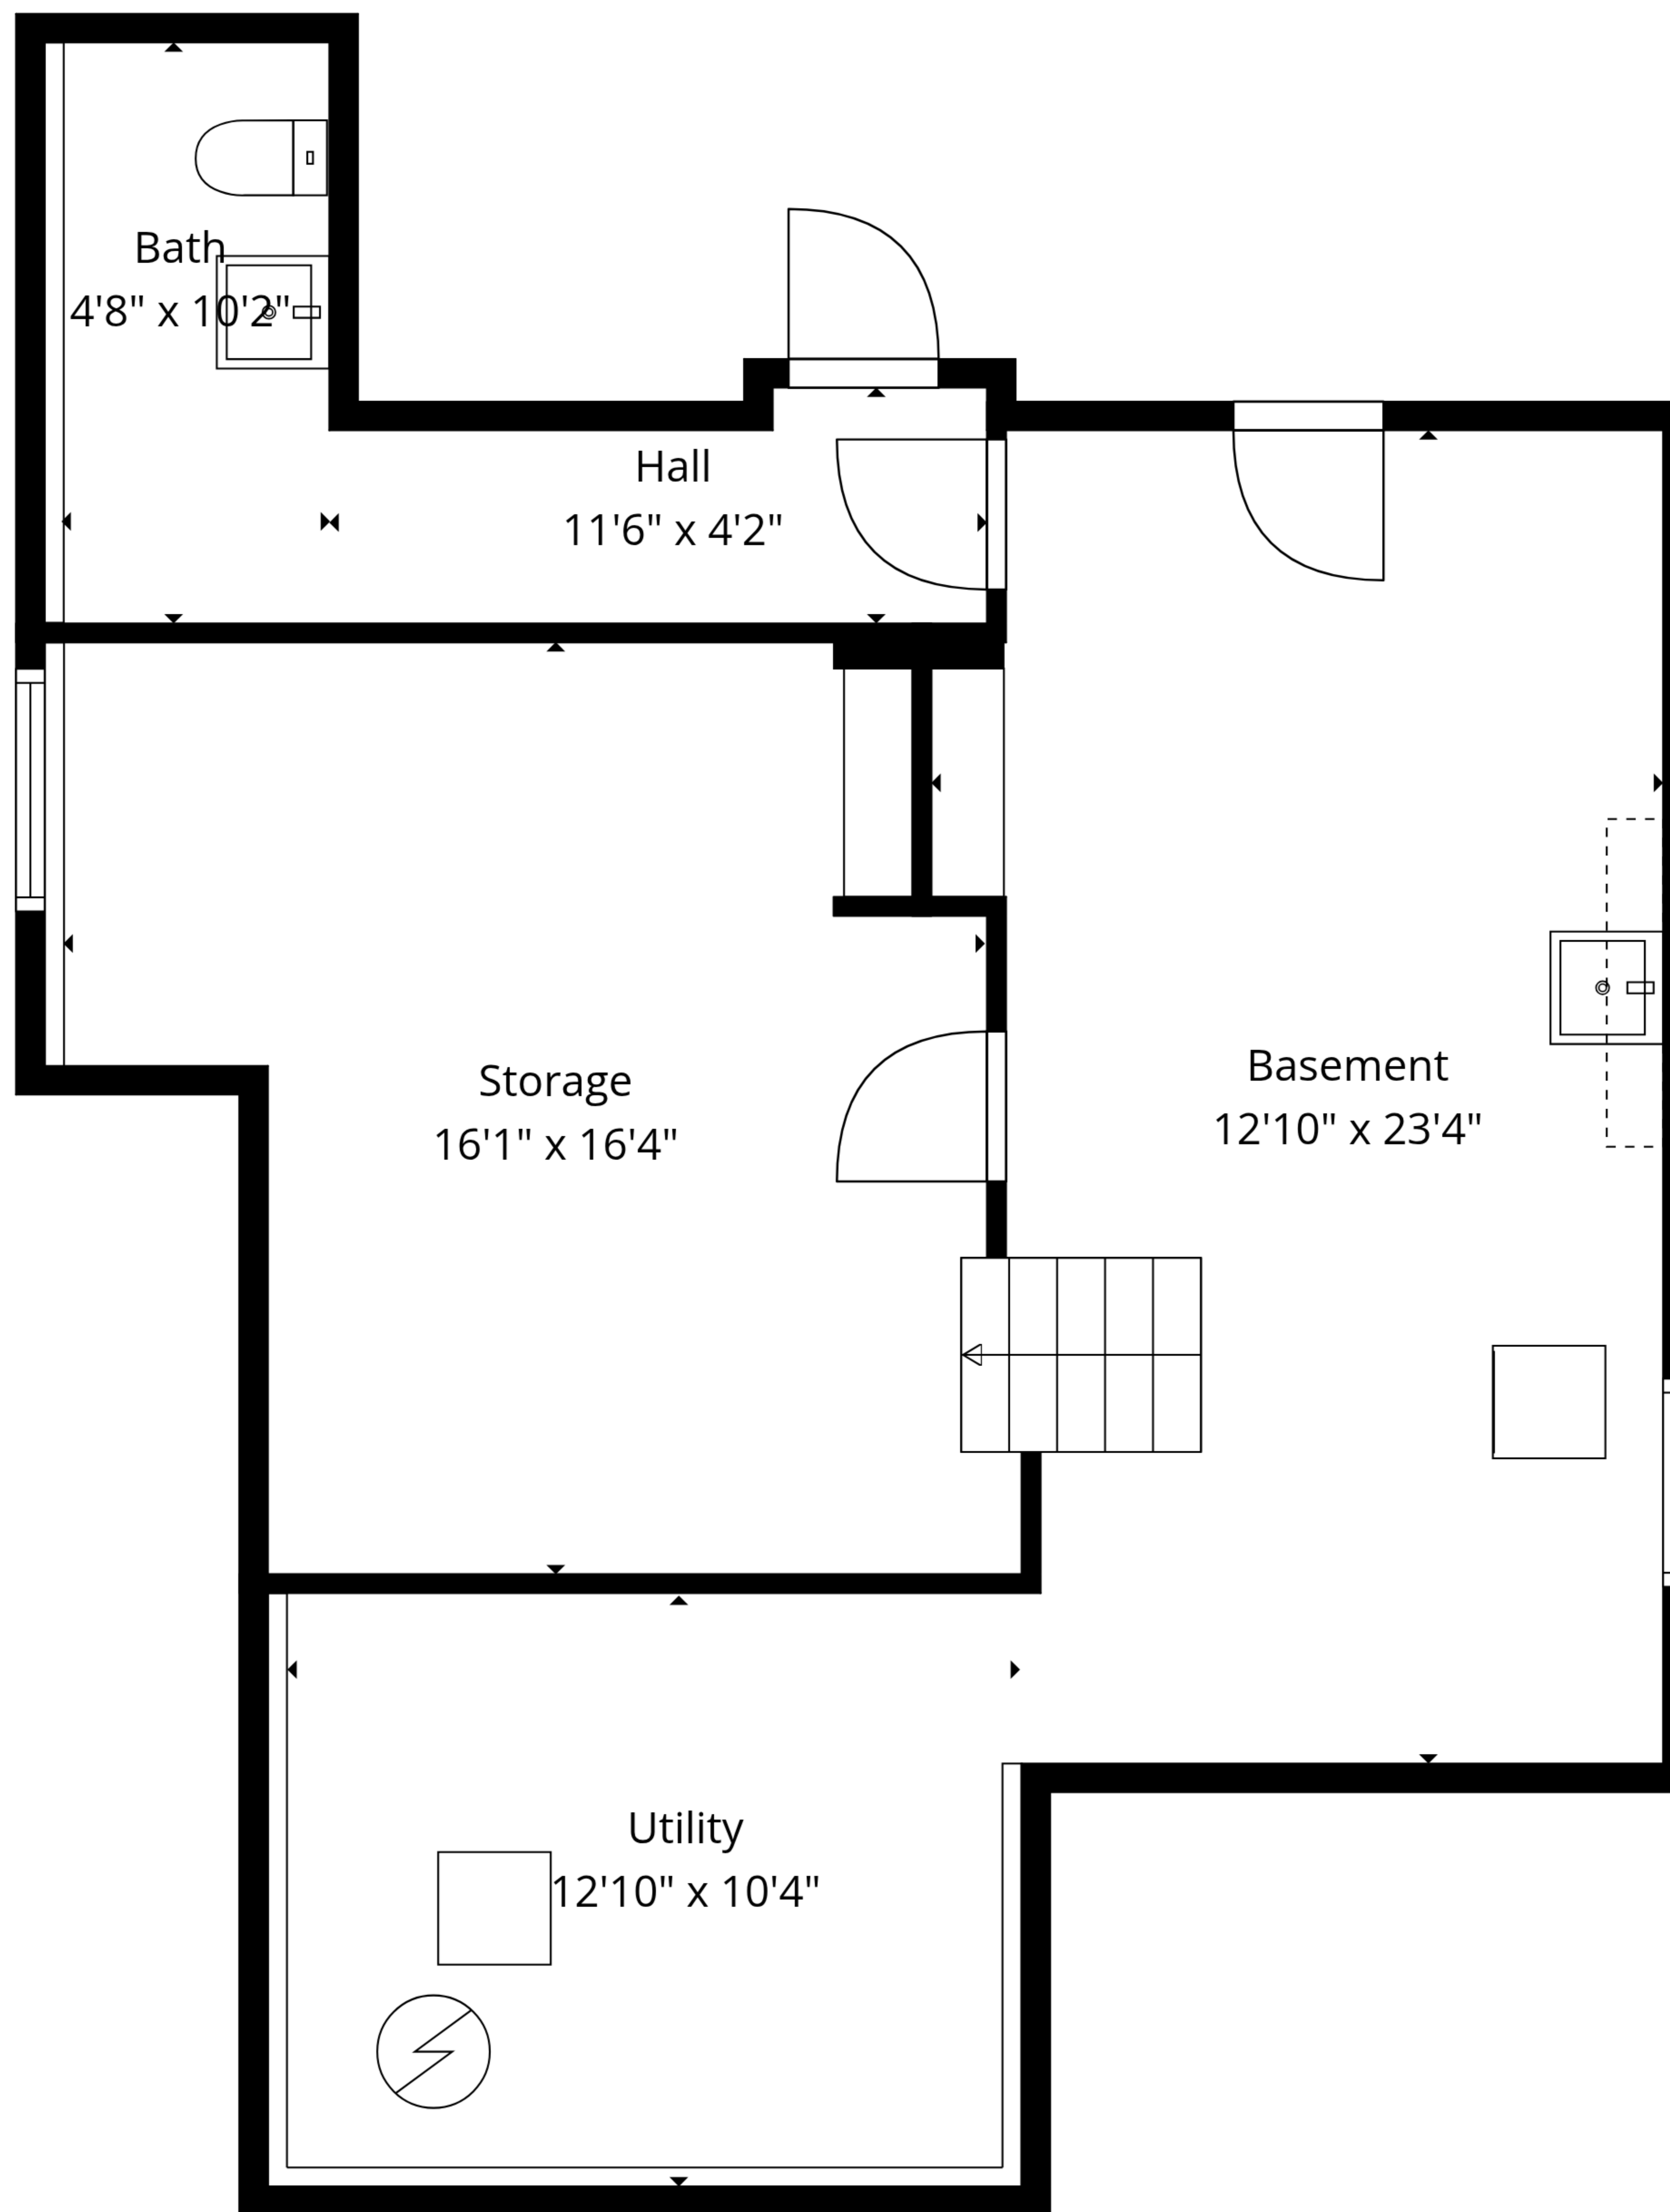 Bath
4'8" x 10'2"
Hall
11'6" x 4'2"
Storage
16'1" x 16'4"
Basement
12'10" x 23'4"
Utility
12'10" x 10'4"